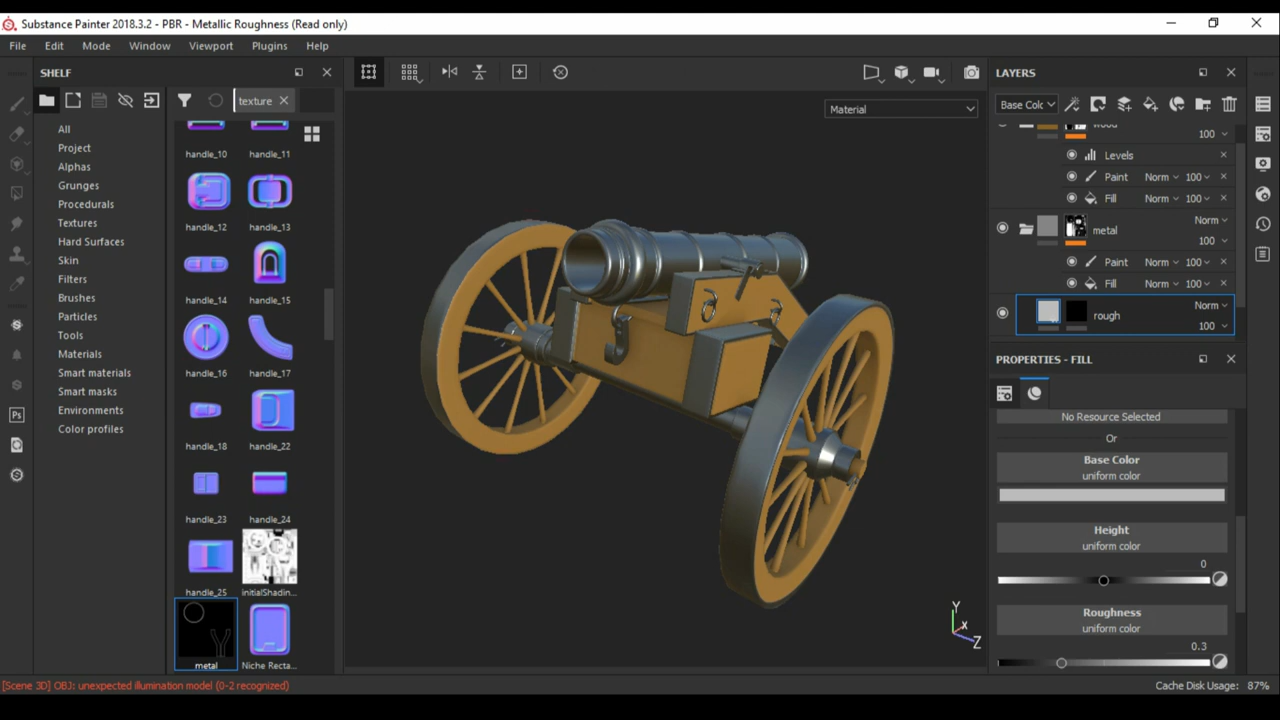 Substance Painter 2018.3.2 - PBR - Metallic Roughness (Read only)
File Edit Mode Window Viewport Plugins Help
SHELF
texture
All
Project
Alphas
Grunges
Procedurals
Textures
Hard Surfaces
Skin
Filters
Brushes
Particles
Tools
Materials
Smart materials
Smart masks
Environments
Color profiles
Ps
handle_10 handle_11
handle_12 handle_13
handle_14 handle_15
handle_16 handle_17
handle_18 handle_22
handle_23 handle_24
handle_25 initialShadin...
metal Niche Recta...
Material
Y
X
Z
LAYERS
Base Colc
100
Levels
Paint Norm 100
Fill Norm 100
metal Norm
100
Paint Norm 100
Fill Norm 100
rough Norm
100
PROPERTIES - FILL
No Resource Selected
Or
Base Color
uniform color
Height
uniform color
0
Roughness
uniform color
0.3
[Scene 3D] OBJ: unexpected illumination model (0-2 recognized)
Cache Disk Usage: 87%